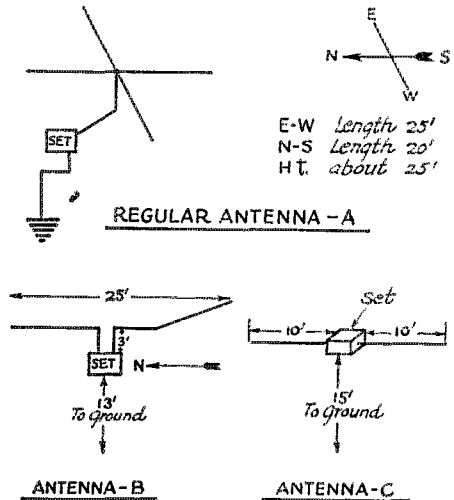 E
N S
W
SET
E-W Length 25'
N-S Length 20'
Ht. about 25'
REGULAR ANTENNA-A
25'
3'
SET
N
13'
To Ground
ANTENNA-B
Set
10' 10'
15'
To Ground
ANTENNA-C